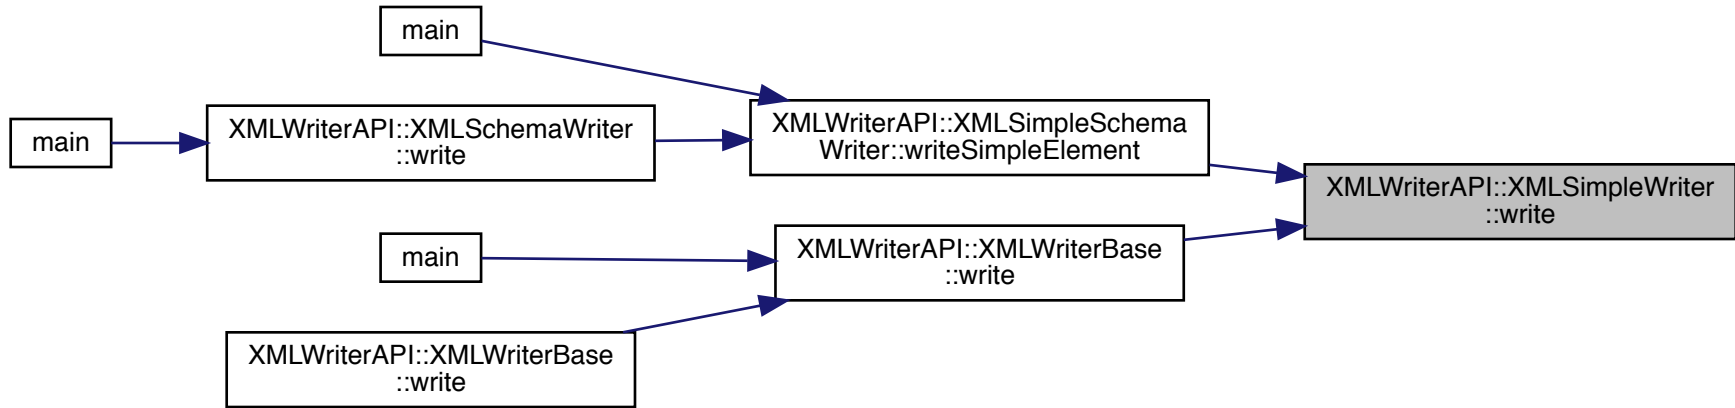 main
main
XMLWriterAPI::XMLSchemaWriter
::write
XMLWriterAPI::XMLSimpleSchema
Writer::writeSimpleElement
XMLWriterAPI::XMLSimpleWriter
::write
main
XMLWriterAPI::XMLWriterBase
::write
XMLWriterAPI::XMLWriterBase
::write